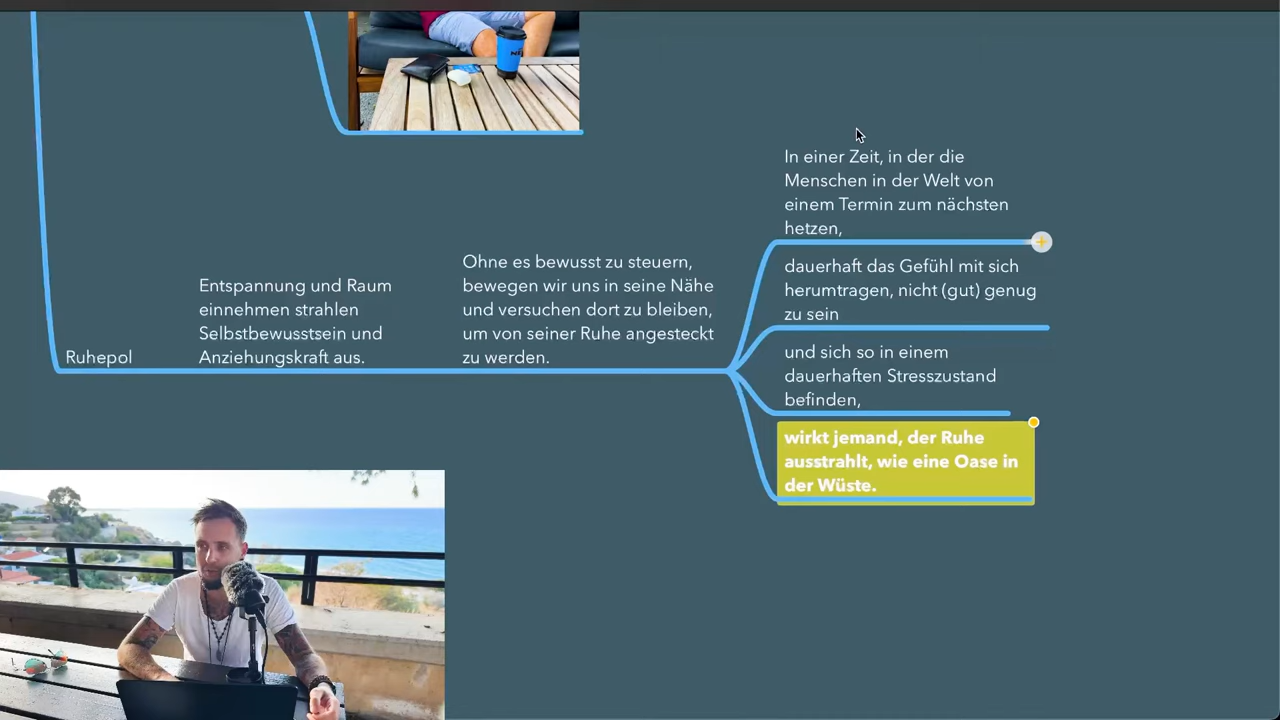 Ruhepol
Entspannung und Raum
einnehmen strahlen
Selbstbewusstsein und
Anziehungskraft aus.
Ohne es bewusst zu steuern,
bewegen wir uns in seine Nähe
und versuchen dort zu bleiben,
um von seiner Ruhe angesteckt
zu werden.
In einer Zeit, in der die
Menschen in der Welt von
einem Termin zum nächsten
hetzen,
dauerhaft das Gefühl mit sich
herumtragen, nicht (gut) genug
zu sein
und sich so in einem
dauerhaften Stresszustand
befinden,
wirkt jemand, der Ruhe
ausstrahlt, wie eine Oase in
der Wüste.